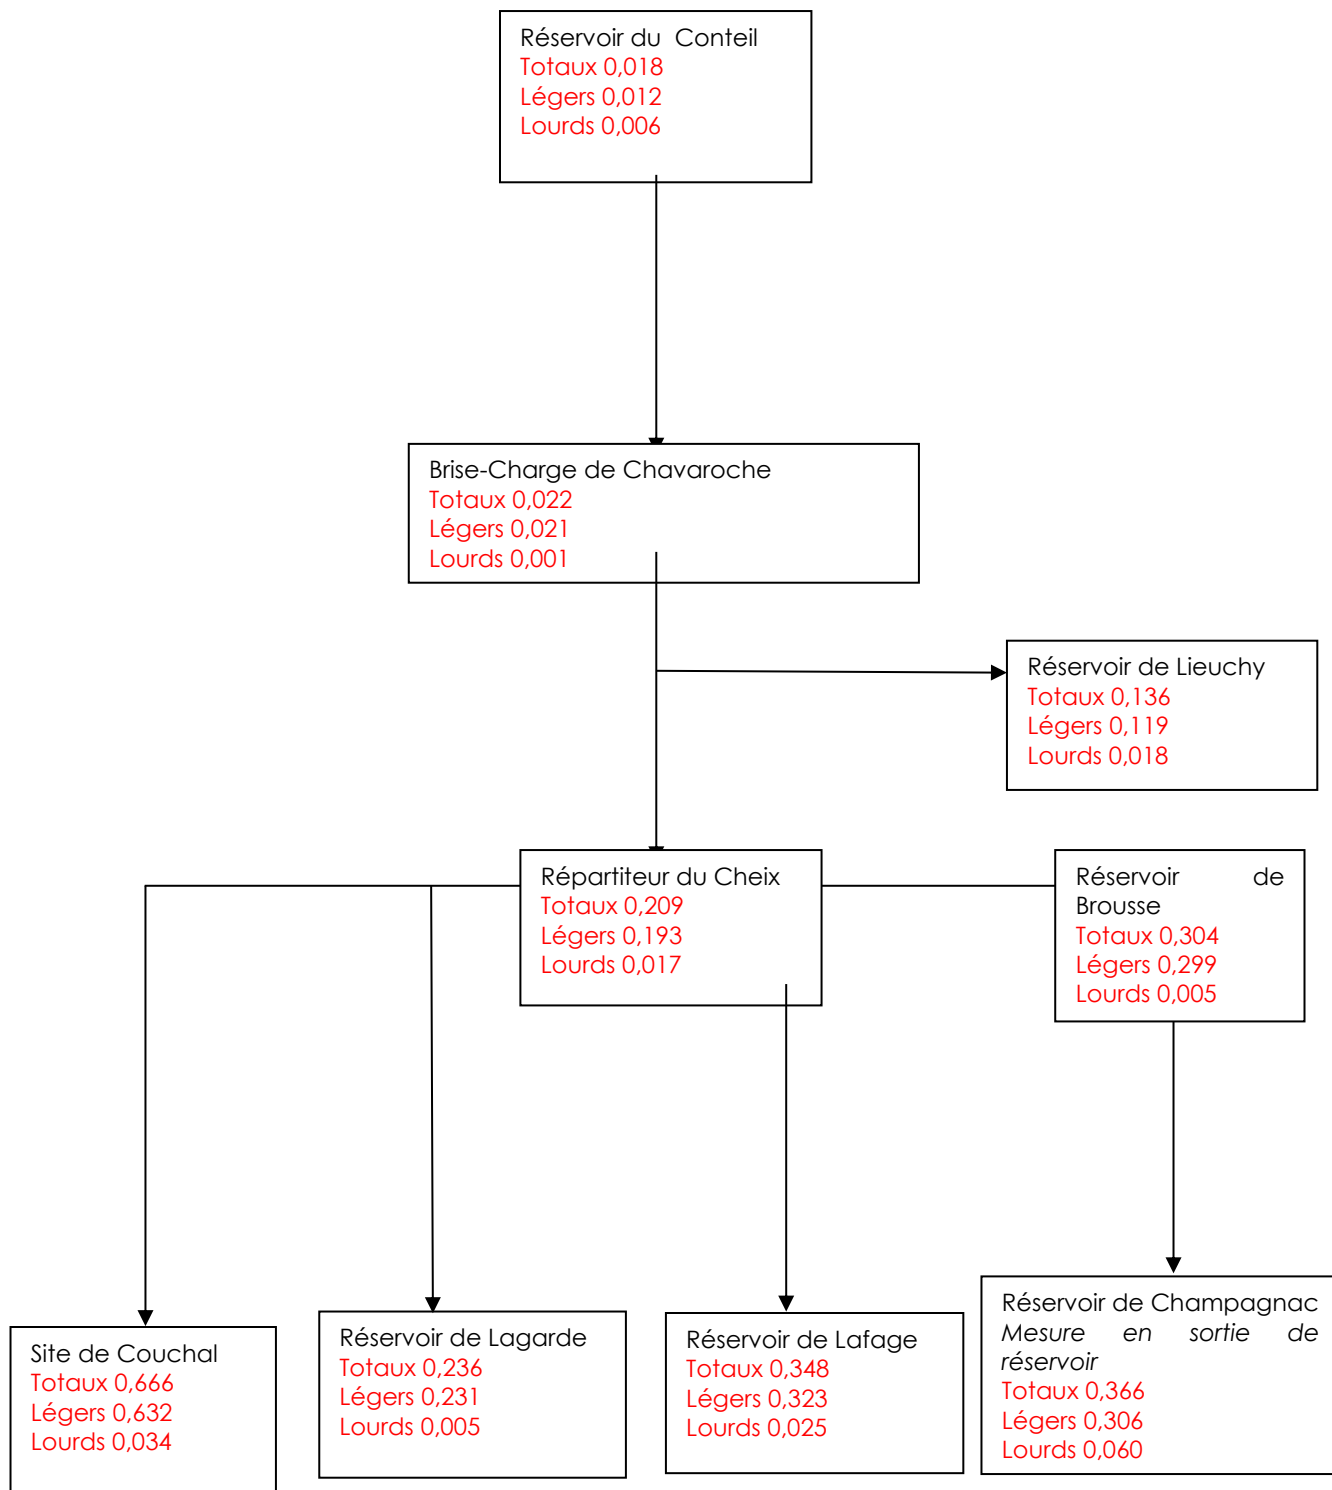 Réservoir du Conteil
Totaux 0,018
Légers 0,012
Lourds 0,006
Brise-Charge de Chavaroche
Totaux 0,022
Légers 0,021
Lourds 0,001
Réservoir de Lieuchy
Totaux 0,136
Légers 0,119
Lourds 0,018
Répartiteur du Cheix
Totaux 0,209
Légers 0,193
Lourds 0,017
Réservoir de
Brousse
Totaux 0,304
Légers 0,299
Lourds 0,005
Site de Couchal
Totaux 0,666
Légers 0,632
Lourds 0,034
Réservoir de Lagarde
Totaux 0,236
Légers 0,231
Lourds 0,005
Réservoir de Lafage
Totaux 0,348
Légers 0,323
Lourds 0,025
Réservoir de Champagnac
Mesure en sortie de
réservoir
Totaux 0,366
Légers 0,306
Lourds 0,060